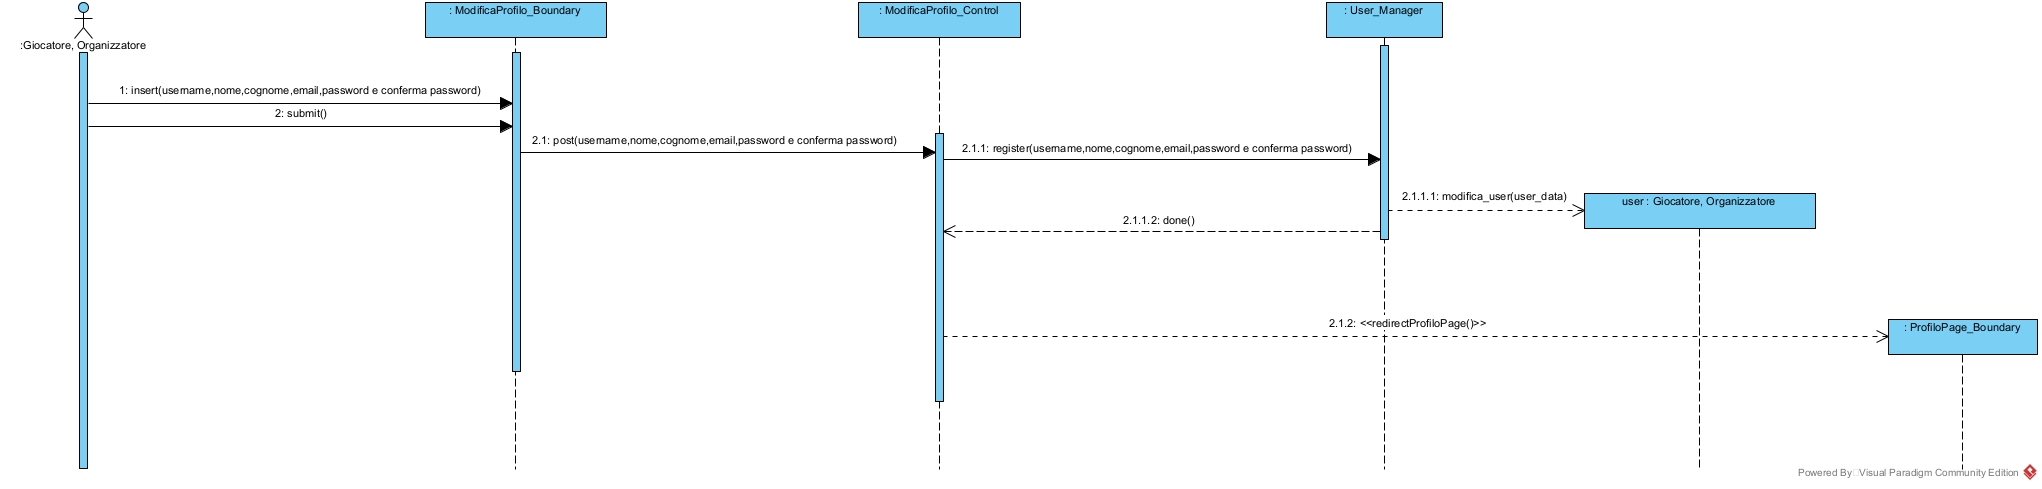 : ModificaProfilo_Boundary
: ModificaProfilo_Control
: User_Manager
:Giocatore, Organizzatore
1: insert(username,nome,cognome,email,password e conferma password)
2: submit()
2.1: post(username,nome,cognome,email,password e conferma password)
2.1.1: register(username,nome,cognome,email,password e conferma password)
2.1.1.1: modifica_user(user_data)
user : Giocatore, Organizzatore
2.1.1.2: done()
2.1.2: <<redirectProfiloPage()>>
: ProfiloPage_Boundary
Powered By Visual Paradigm Community Edition